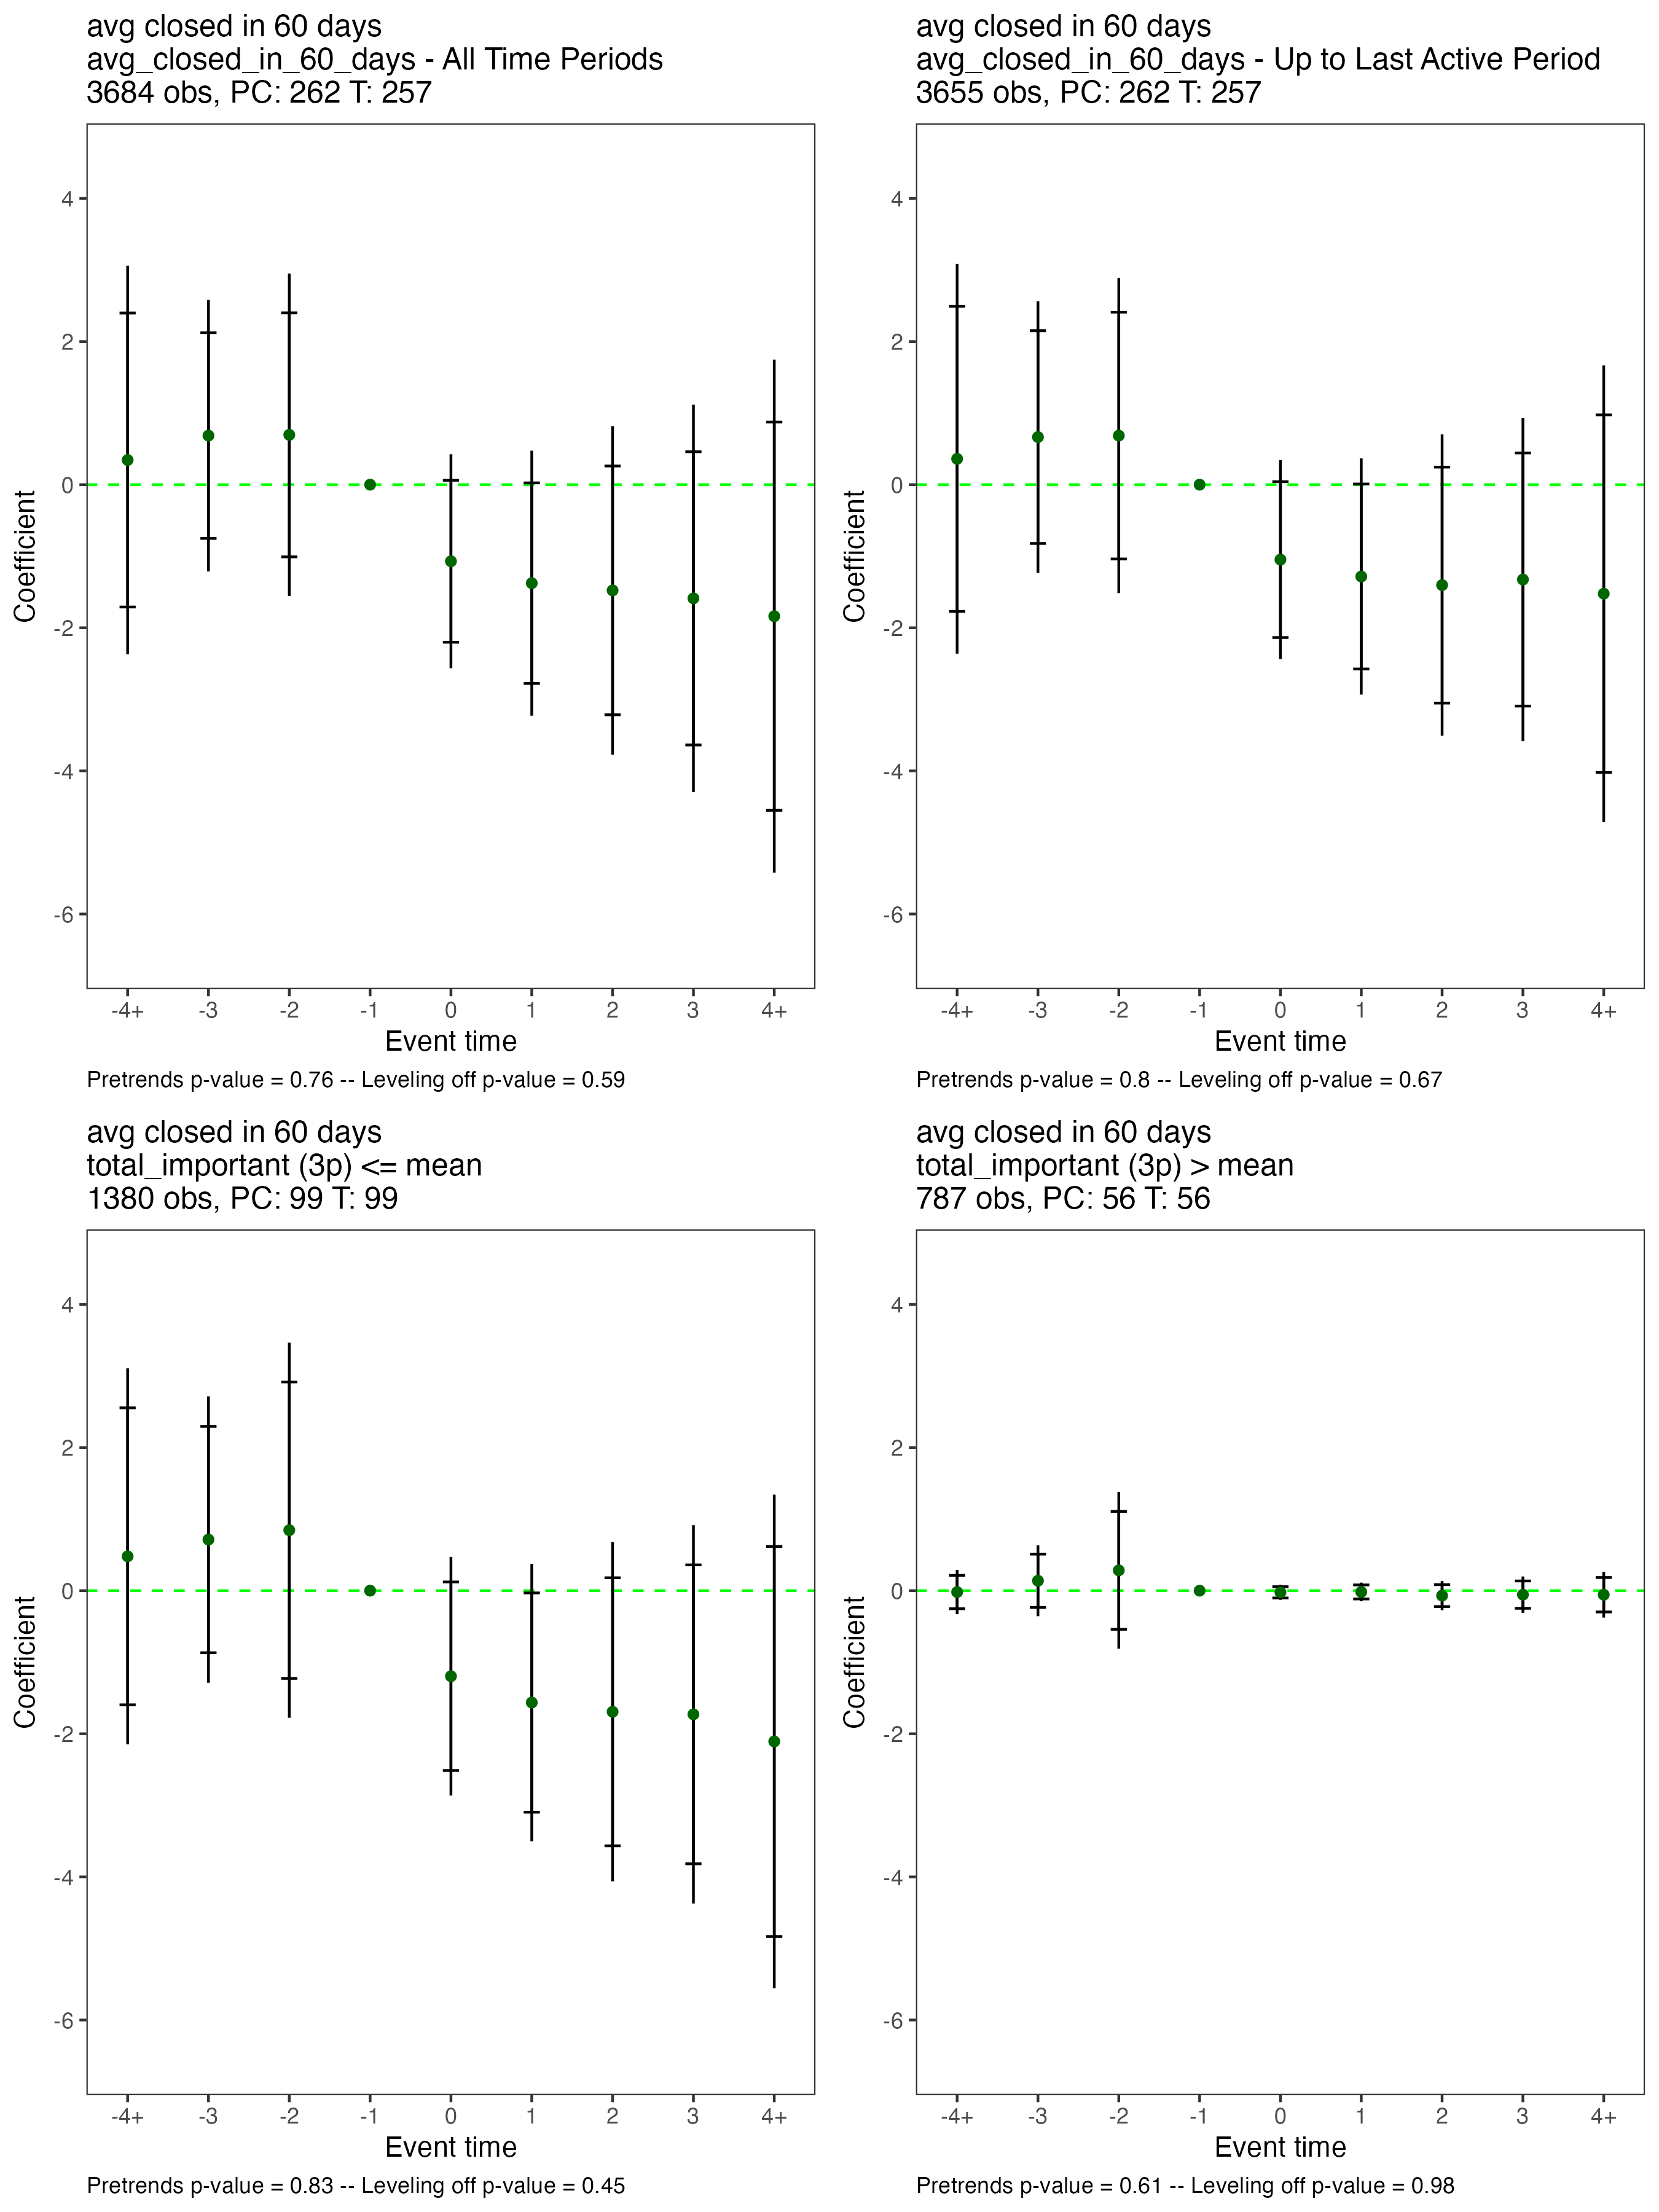 avg closed in 60 days
avg_closed_in_60_days - All Time Periods
3684 obs, PC: 262 T: 257
4
2
0
-2
-4
-6
Coefficient
-4+ -3 -2 -1 0 1 2 3 4+
Event time
Pretrends p-value = 0.76 -- Leveling off p-value = 0.59
avg closed in 60 days
avg_closed_in_60_days - Up to Last Active Period
3655 obs, PC: 262 T: 257
4
2
0
-2
-4
-6
Coefficient
-4+ -3 -2 -1 0 1 2 3 4+
Event time
Pretrends p-value = 0.8 -- Leveling off p-value = 0.67
avg closed in 60 days
total_important (3p) <= mean
1380 obs, PC: 99 T: 99
4
2
0
-2
-4
-6
Coefficient
-4+ -3 -2 -1 0 1 2 3 4+
Event time
Pretrends p-value = 0.83 -- Leveling off p-value = 0.45
avg closed in 60 days
total_important (3p) > mean
787 obs, PC: 56 T: 56
4
2
0
-2
-4
-6
Coefficient
-4+ -3 -2 -1 0 1 2 3 4+
Event time
Pretrends p-value = 0.61 -- Leveling off p-value = 0.98